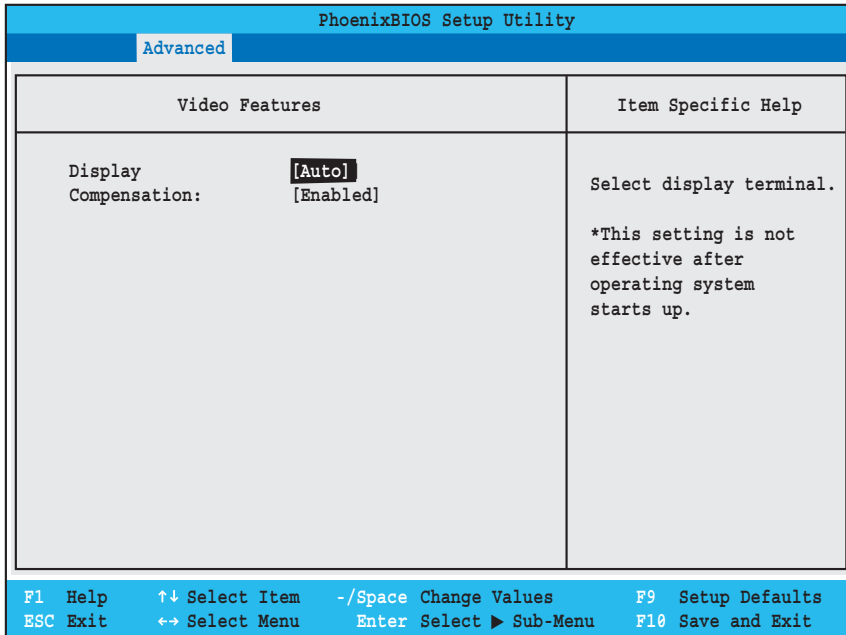 PhoenixBIOS Setup Utility
Advanced
Video Features
Item Specific Help
Display [Auto]
Compensation: [Enabled]
Select display terminal.
*This setting is not
effective after
operating system
starts up.
F1 Help ↑↓ Select Item -/Space Change Values F9 Setup Defaults
ESC Exit ←→ Select Menu Enter Select ▶ Sub-Menu F10 Save and Exit